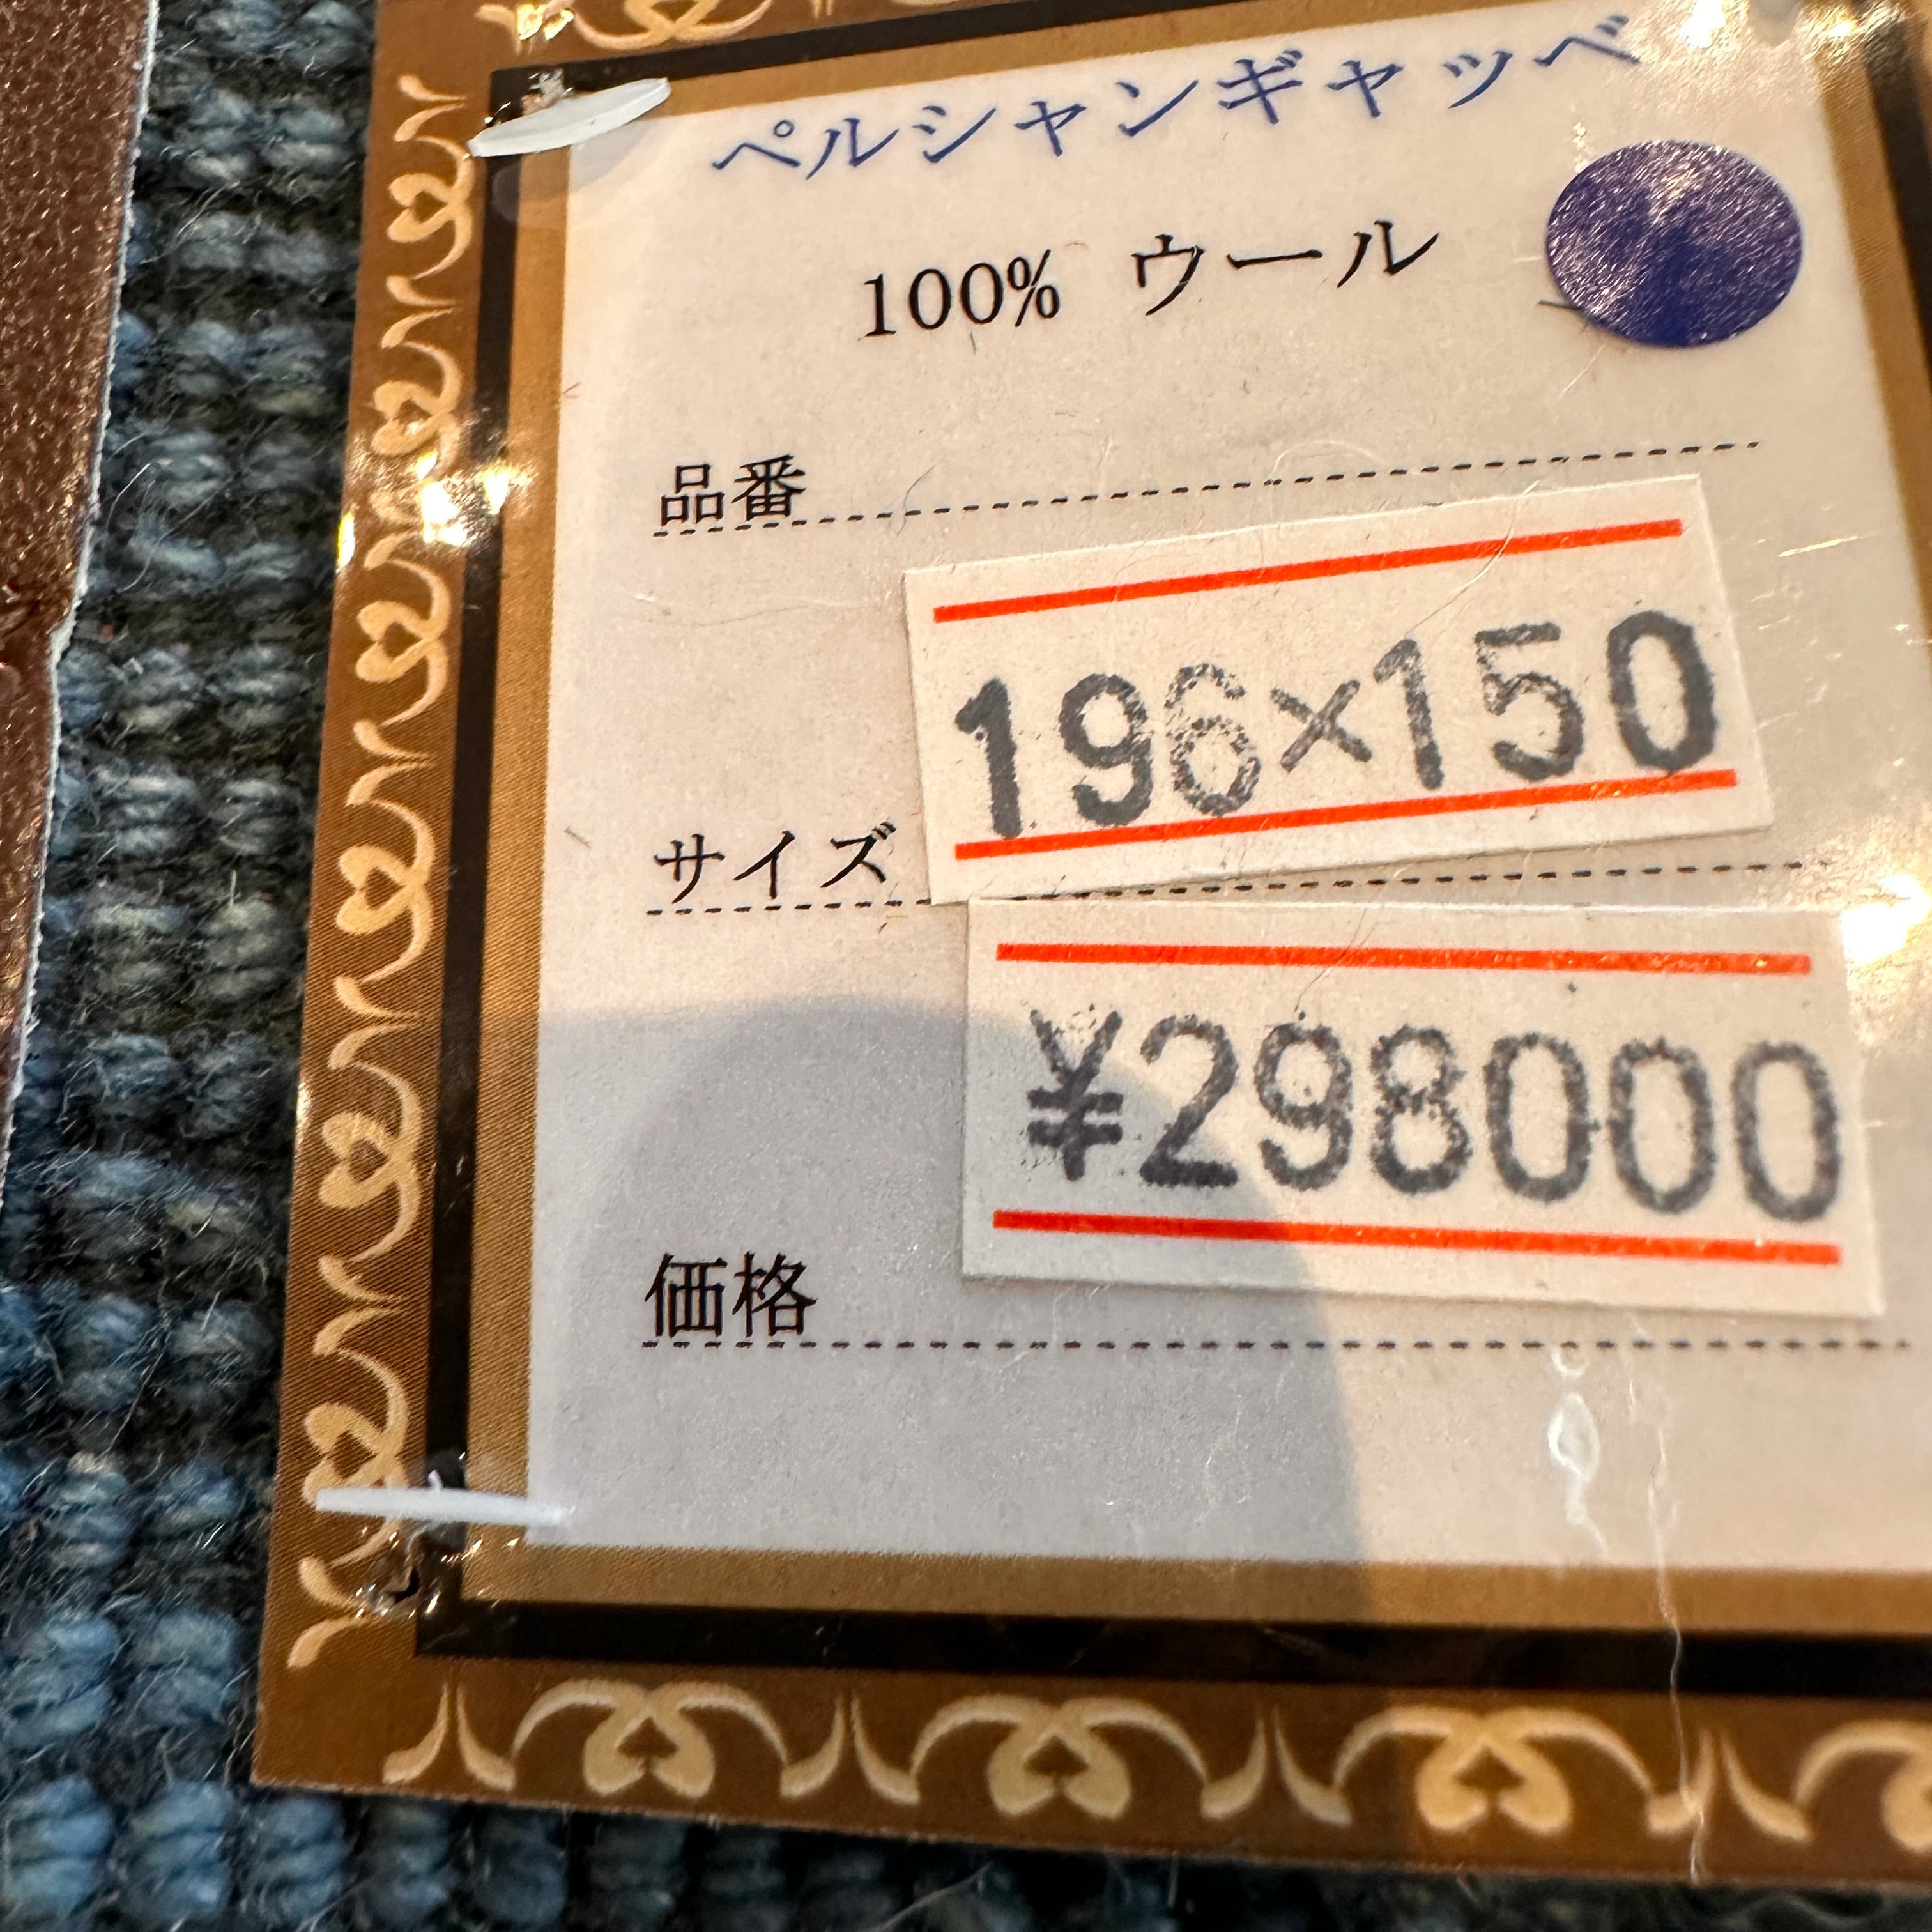 ペルシャンギャッベ
100% ウール
品番
196×150
サイズ
¥298000
価格